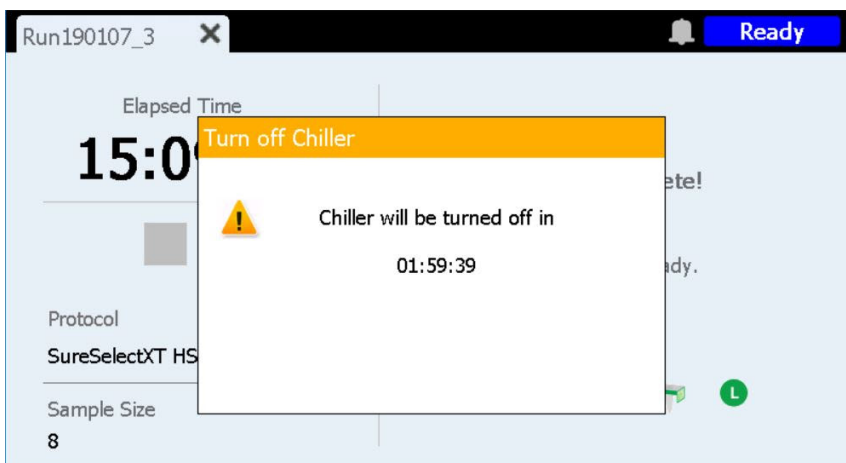 Run190107_3
Ready
Elapsed Time
Turn off Chiller
Chiller will be turned off in
01:59:39
Protocol
SureSelectXT HS
Sample Size
8
L